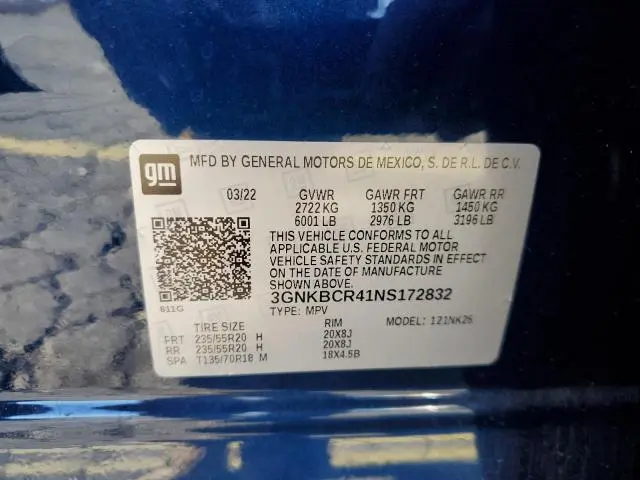 gm
MFD BY GENERAL MOTORS DE MEXICO, S. DE R.L. DE C.V.
03/22 GVWR GAWR FRT GAWR RR
2722 KG 1350 KG 1450 KG
6001 LB 2976 LB 3196 LB
THIS VEHICLE CONFORMS TO ALL
APPLICABLE U.S. FEDERAL MOTOR
VEHICLE SAFETY STANDARDS IN EFFECT
ON THE DATE OF MANUFACTURE
SHOWN ABOVE.
611G 3GNKBCR41NS172832
TYPE: MPV MODEL: 121NK26
TIRE SIZE RIM
FRT 235/55R20 H 20X8J
RR 235/55R20 H 20X8J
SPA T135/70R18 M 18X4.5B